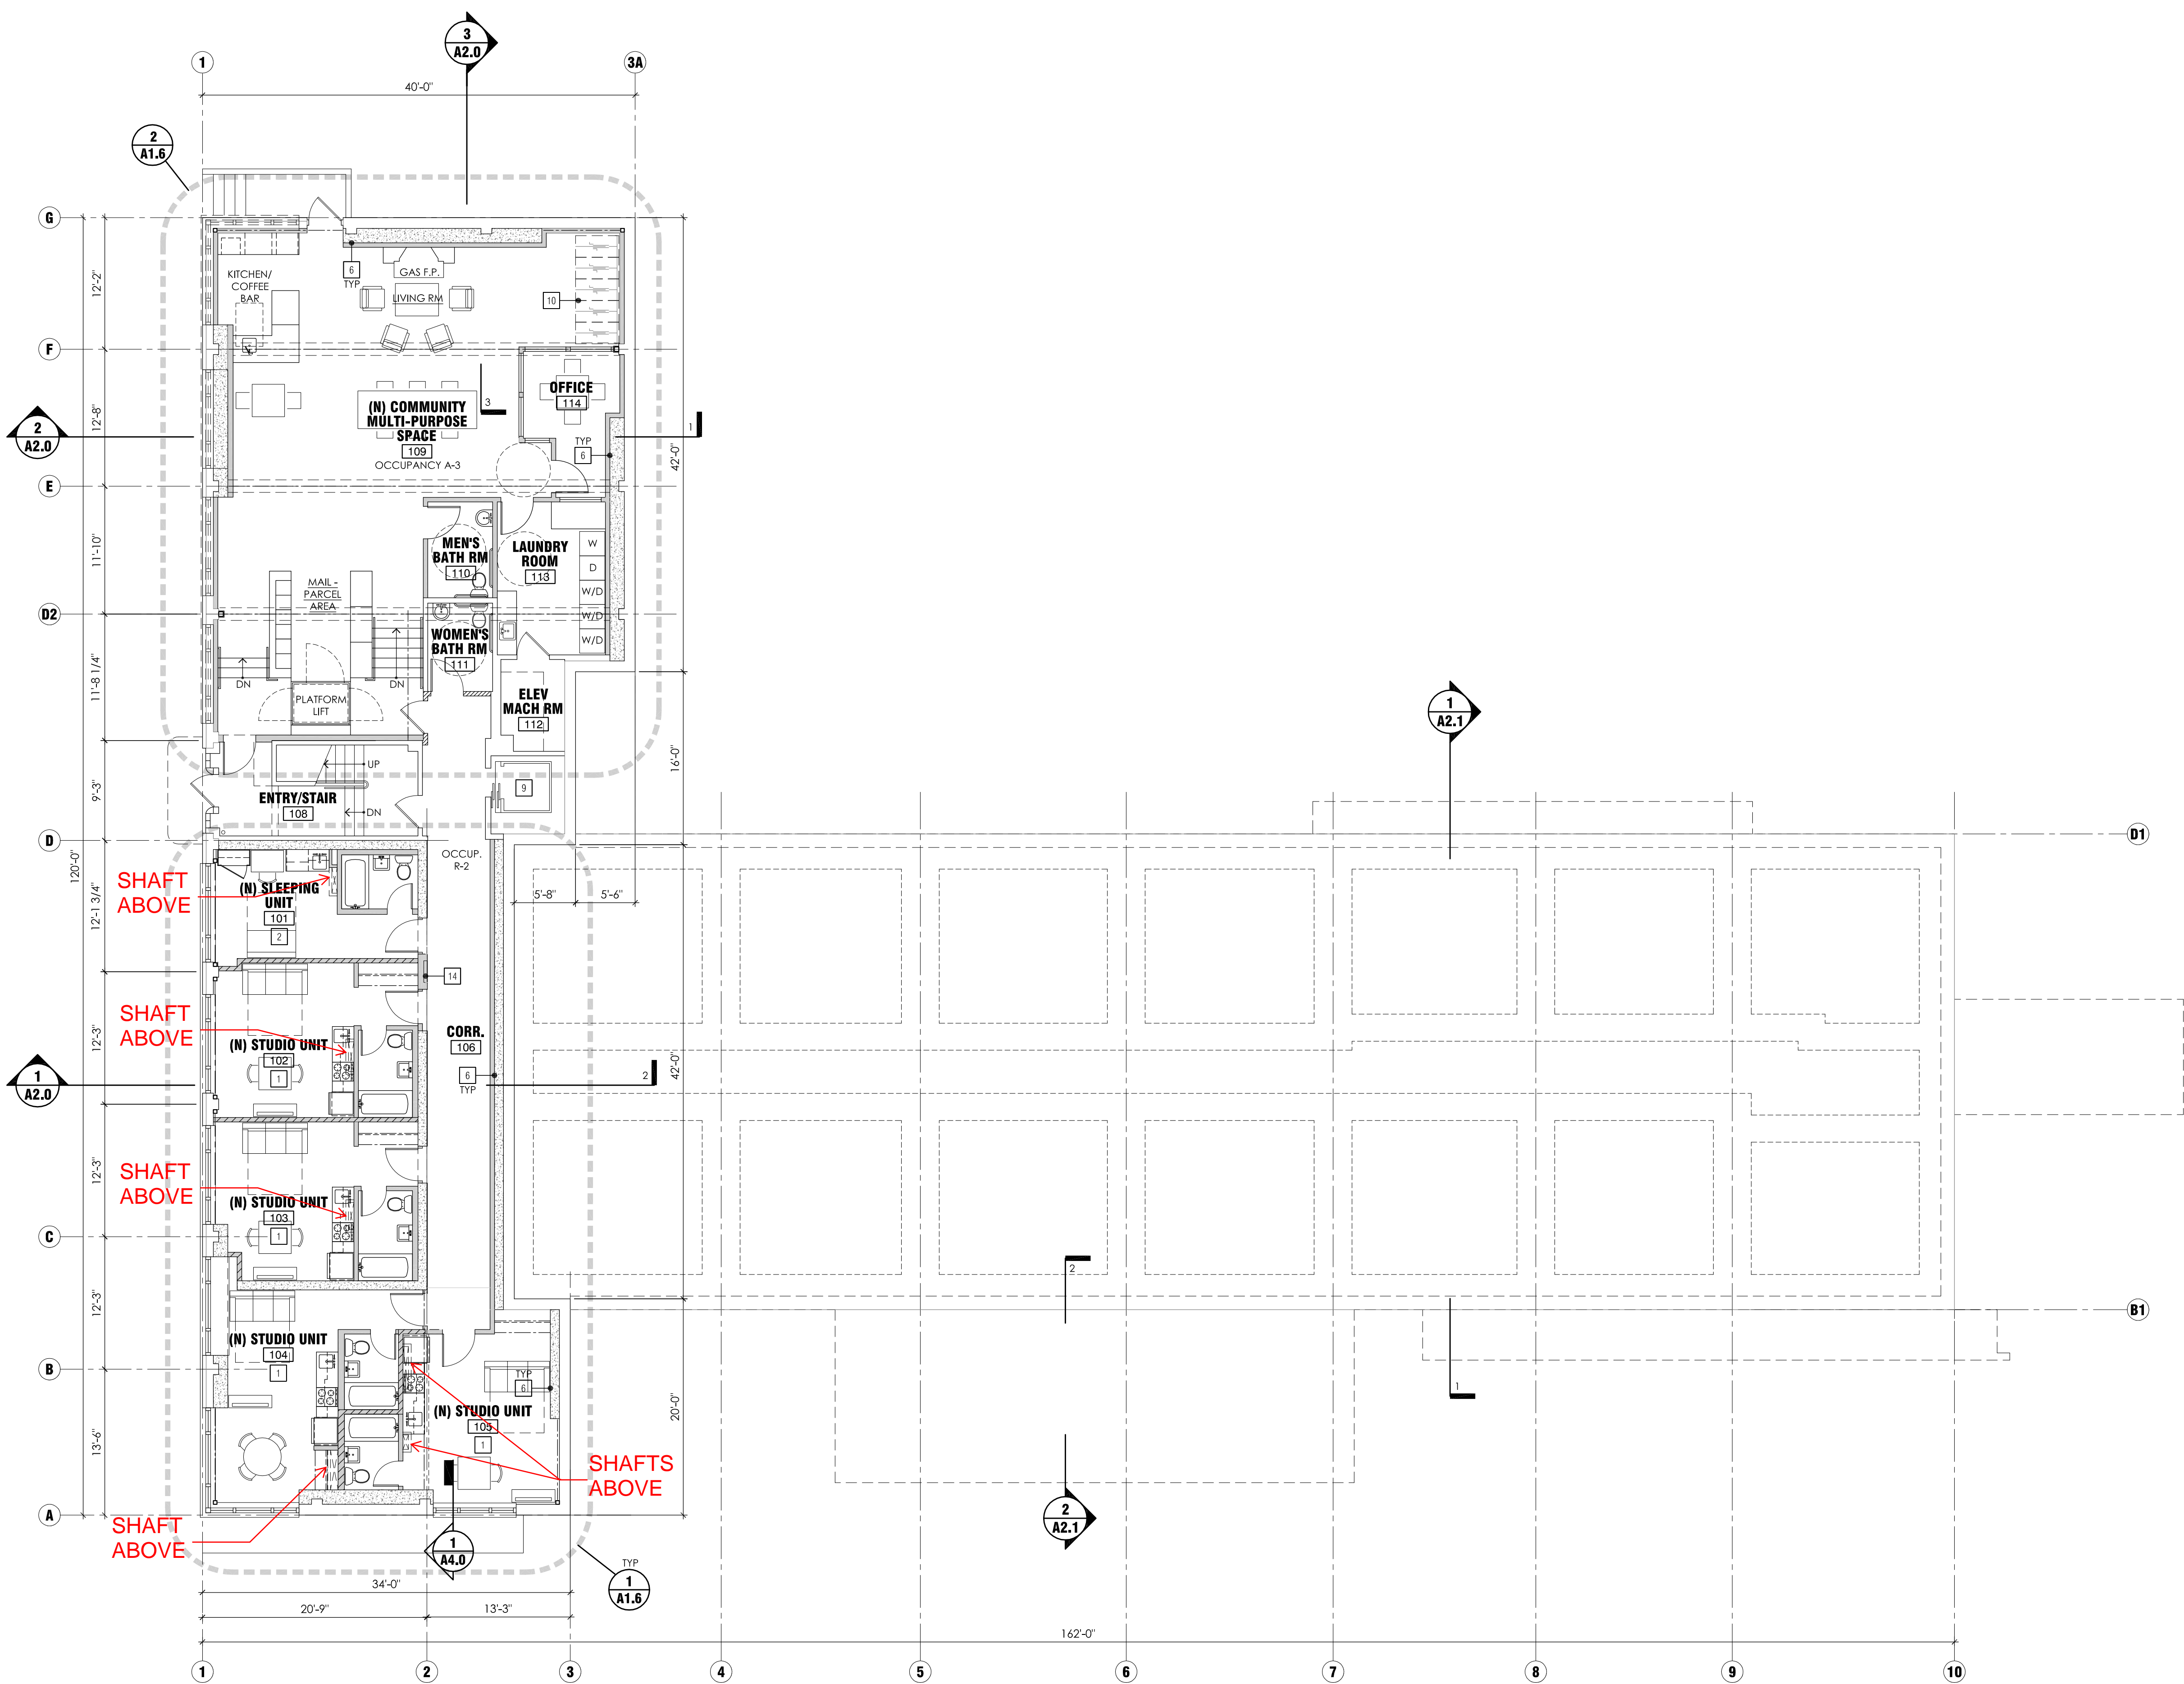 3
A2.0
1
3A
40'-0"
2
A1.6
G
12'-2"
KITCHEN/
COFFEE
BAR
6
TYP
GAS F.P.
LIVING RM
10
F
OFFICE
114
3
(N) COMMUNITY
MULTI-PURPOSE
SPACE
109
OCCUPANCY A-3
12'-8"
2
A2.0
TYP
6
1
42'-0"
E
11'-10"
MEN'S
BATH RM
110
LAUNDRY
ROOM
113
W
D
W/D
W/D
W/D
MAIL -
PARCEL
AREA
D2
WOMEN'S
BATH RM
111
11'-8 1/4"
DN
DN
PLATFORM
LIFT
ELEV
MACH RM
112
1
A2.1
16'-0"
9'-3"
UP
9
ENTRY/STAIR
108
DN
D
D1
120'-0"
OCCUP.
R-2
SHAFT
ABOVE
(N) SLEEPING
UNIT
101
2
12'-1 3/4"
5'-8"
5'-6"
14
SHAFT
ABOVE
12'-3"
(N) STUDIO UNIT
102
1
CORR.
106
6
TYP
2
42'-0"
1
A2.0
SHAFT
ABOVE
12'-3"
(N) STUDIO UNIT
103
1
C
2
12'-3"
B1
(N) STUDIO UNIT
104
1
B
TYP
6
(N) STUDIO UNIT
105
1
20'-0"
1
13'-6"
SHAFTS
ABOVE
A
SHAFT
ABOVE
2
A2.1
1
A4.0
TYP
1
A1.6
34'-0"
20'-9"
13'-3"
162'-0"
1
2
3
4
5
6
7
8
9
10